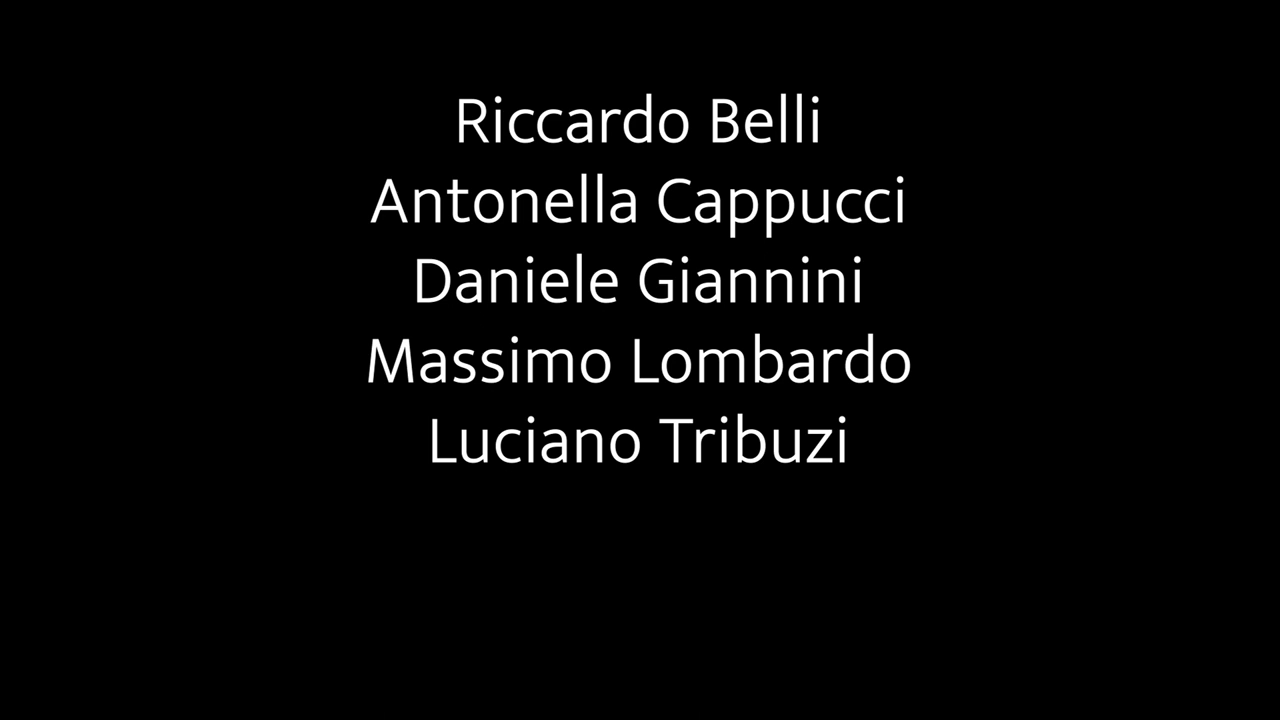 Riccardo Belli
Antonella Cappucci
Daniele Giannini
Massimo Lombardo
Luciano Tribuzi